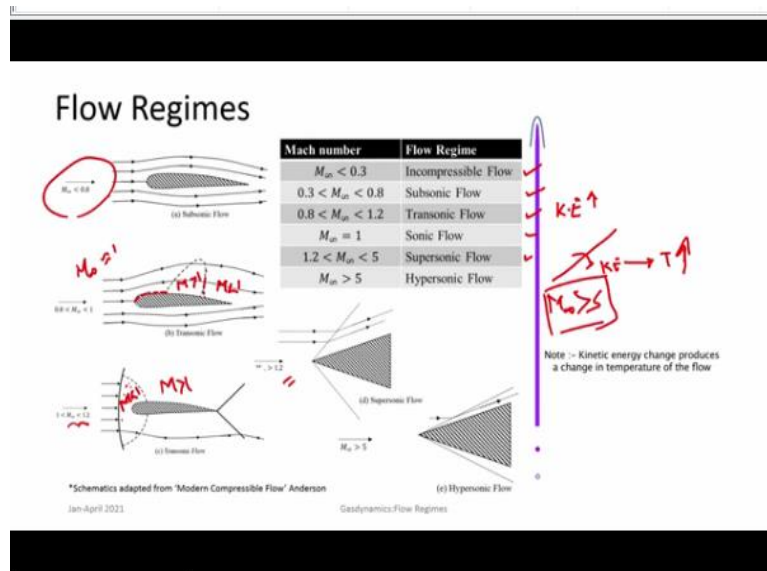 Flow Regimes
Mach number Flow Regime
M∞ < 0.3 Incompressible Flow
0.3 < M∞ < 0.8 Subsonic Flow
0.8 < M∞ < 1.2 Transonic Flow
M∞ = 1 Sonic Flow
1.2 < M∞ < 5 Supersonic Flow
M∞ > 5 Hypersonic Flow
M∞ < 0.8
(a) Subsonic Flow
K.E ↑
KE → T ↑
M∞ > 5
M∞ = 1
M>1 M<1
0.8 < M∞ < 1
(b) Transonic Flow
Note :- Kinetic energy change produces
a change in temperature of the flow
> 1.2
(d) Supersonic Flow
M<1 M>1
1 < M∞ < 1.2
(c) Transonic Flow
M∞ > 5
(e) Hypersonic Flow
*Schematics adapted from 'Modern Compressible Flow' Anderson
Jan-April 2021 Gasdynamics:Flow Regimes